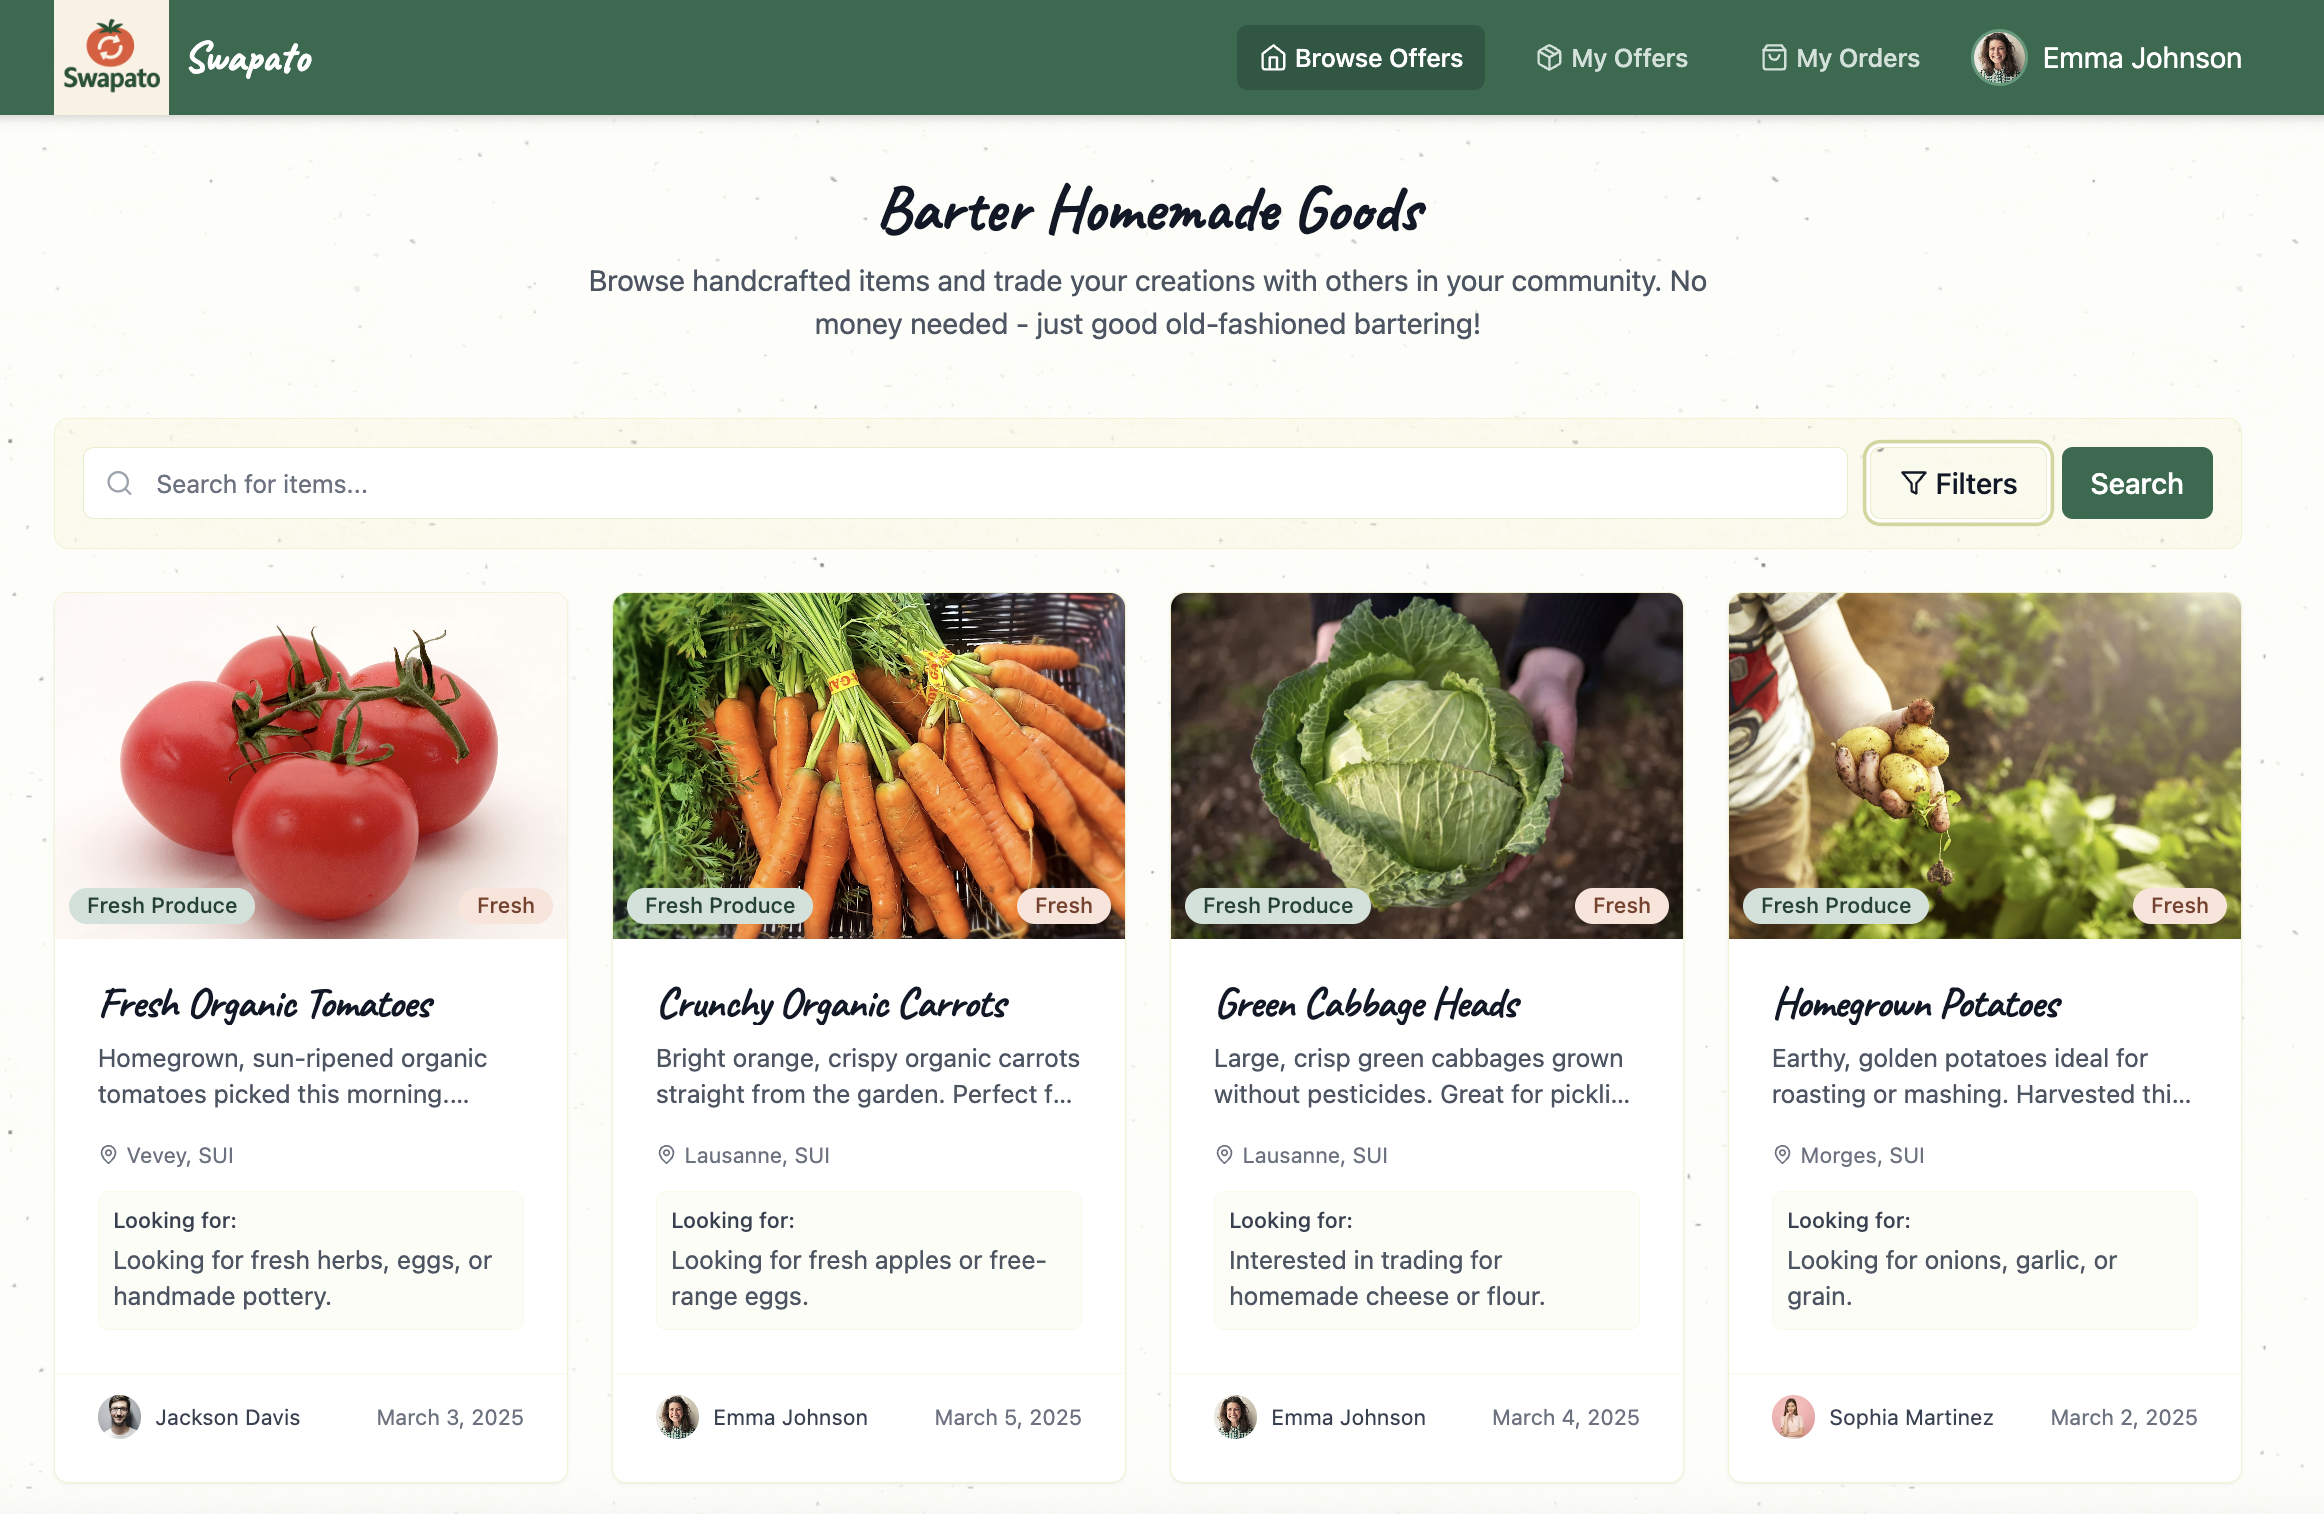 Swapato
Swapato
Browse Offers
My Offers
My Orders
Emma Johnson
Barter Homemade Goods
Browse handcrafted items and trade your creations with others in your community. No
money needed - just good old-fashioned bartering!
Search for items...
Filters
Search
Fresh Produce
Fresh
Fresh Organic Tomatoes
Homegrown, sun-ripened organic
tomatoes picked this morning....
Vevey, SUI
Looking for:
Looking for fresh herbs, eggs, or
handmade pottery.
Jackson Davis
March 3, 2025
Fresh Produce
Fresh
Crunchy Organic Carrots
Bright orange, crispy organic carrots
straight from the garden. Perfect f...
Lausanne, SUI
Looking for:
Looking for fresh apples or free-
range eggs.
Emma Johnson
March 5, 2025
Fresh Produce
Fresh
Green Cabbage Heads
Large, crisp green cabbages grown
without pesticides. Great for pickli...
Lausanne, SUI
Looking for:
Interested in trading for
homemade cheese or flour.
Emma Johnson
March 4, 2025
Fresh Produce
Fresh
Homegrown Potatoes
Earthy, golden potatoes ideal for
roasting or mashing. Harvested thi...
Morges, SUI
Looking for:
Looking for onions, garlic, or
grain.
Sophia Martinez
March 2, 2025